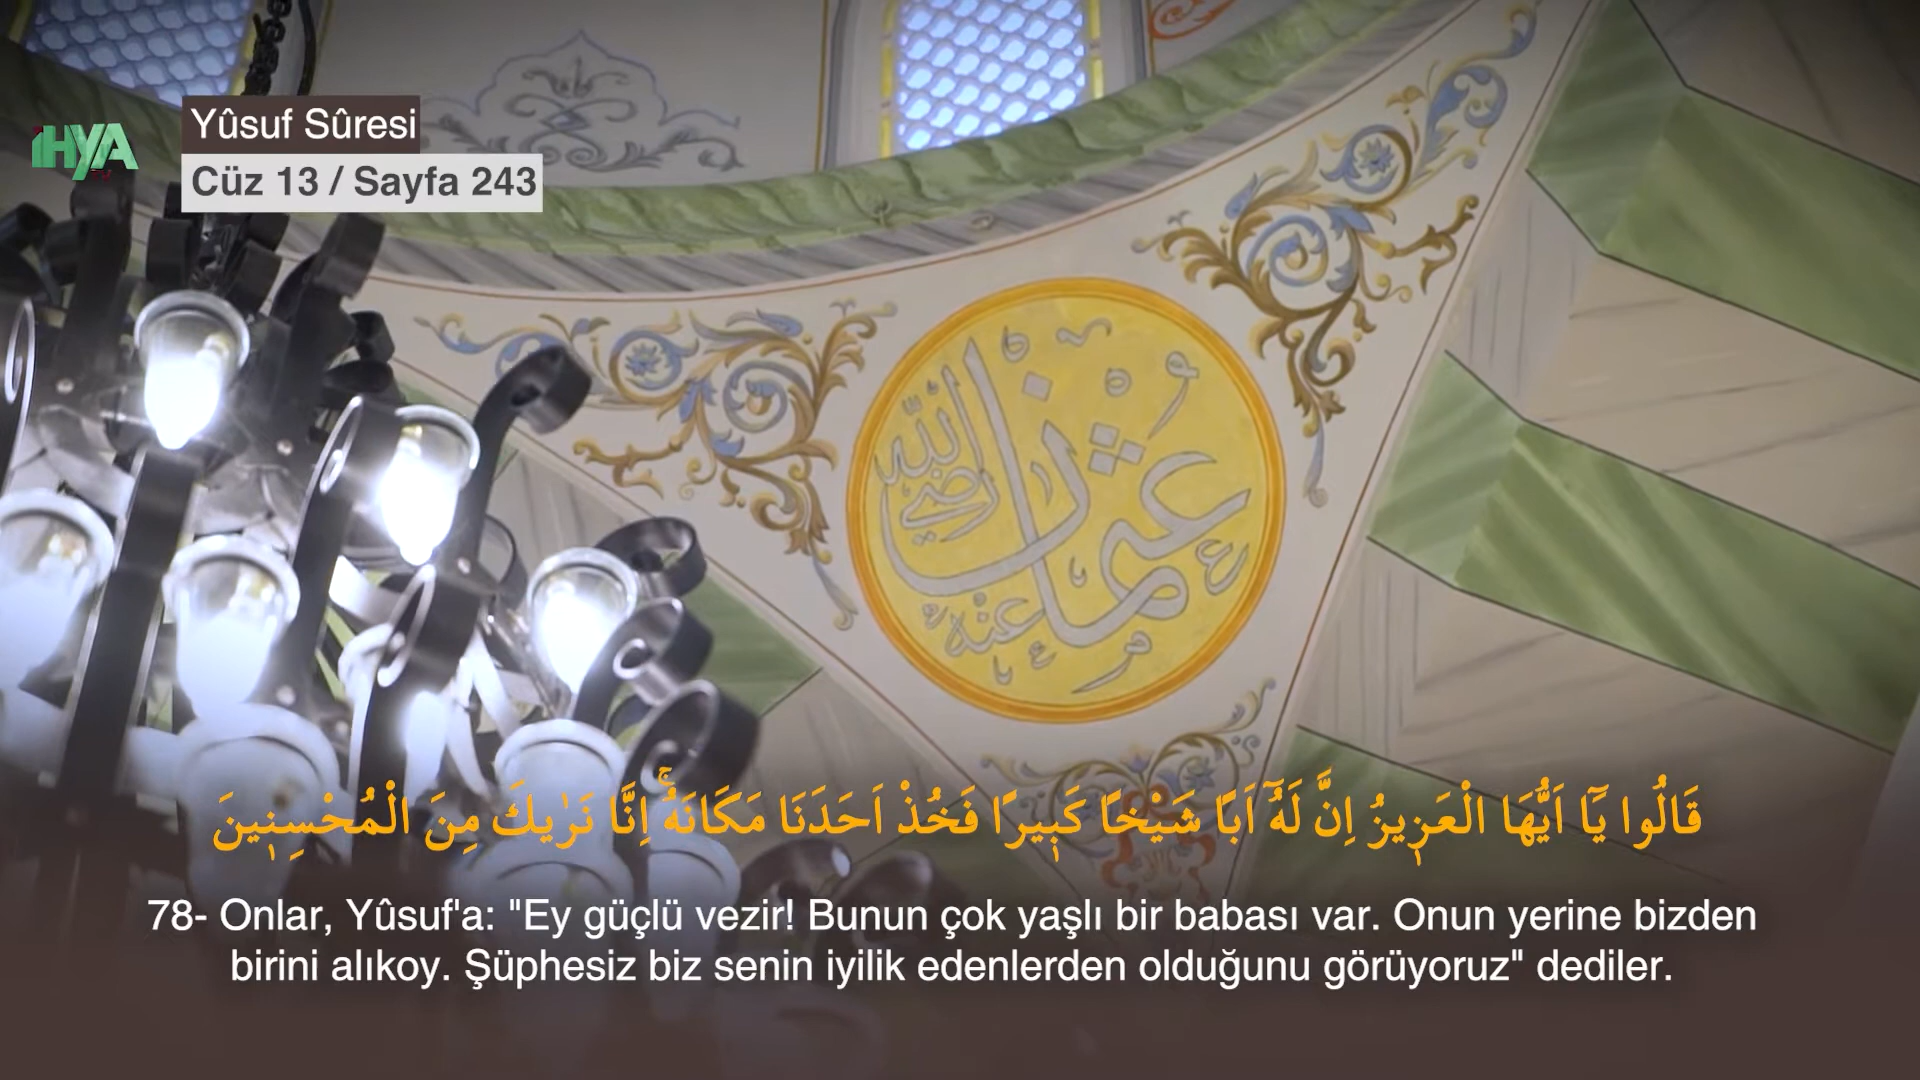 İHYA
Yûsuf Sûresi
Cüz 13 / Sayfa 243
عثمان
رضي الله
عنه
قَالُوا يَٓا اَيُّهَا الْعَز۪يزُ اِنَّ لَهُٓ اَبًا شَيْخًا كَب۪يرًا فَخُذْ اَحَدَنَا مَكَانَهُۚ اِنَّا نَرٰيكَ مِنَ الْمُحْسِن۪ينَ
78- Onlar, Yûsuf'a: "Ey güçlü vezir! Bunun çok yaşlı bir babası var. Onun yerine bizden
birini alıkoy. Şüphesiz biz senin iyilik edenlerden olduğunu görüyoruz" dediler.